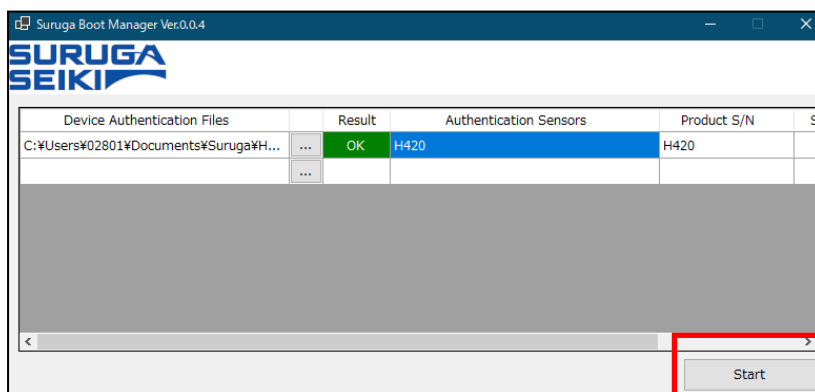 Suruga Boot Manager Ver.0.0.4
SURUGA
SEIKI
Device Authentication Files Result Authentication Sensors Product S/N S
C:¥Users¥02801¥Documents¥Suruga¥H... ... OK H420 H420
...
Start